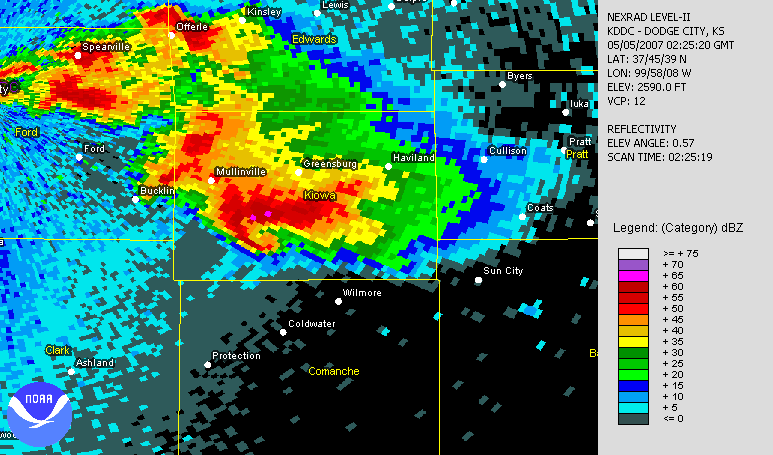 Kinsley
Lewis
Offerle
Edwards
Spearville
Byers
ty
Iuka
Ford
Ford
Pratt
Pratt
Cullison
Haviland
Greensburg
Mullinville
Bucklin
Kiowa
Coats
Sun City
Wilmore
Coldwater
Clark
Ashland
Protection
Comanche
NOAA
NEXRAD LEVEL-II
KDDC - DODGE CITY, KS
05/05/2007 02:25:20 GMT
LAT: 37/45/39 N
LON: 99/58/08 W
ELEV: 2590.0 FT
VCP: 12
REFLECTIVITY
ELEV ANGLE: 0.57
SCAN TIME: 02:25:19
Legend: (Category) dBZ
>= + 75
+ 70
+ 65
+ 60
+ 55
+ 50
+ 45
+ 40
+ 35
+ 30
+ 25
+ 20
+ 15
+ 10
+ 5
<= 0